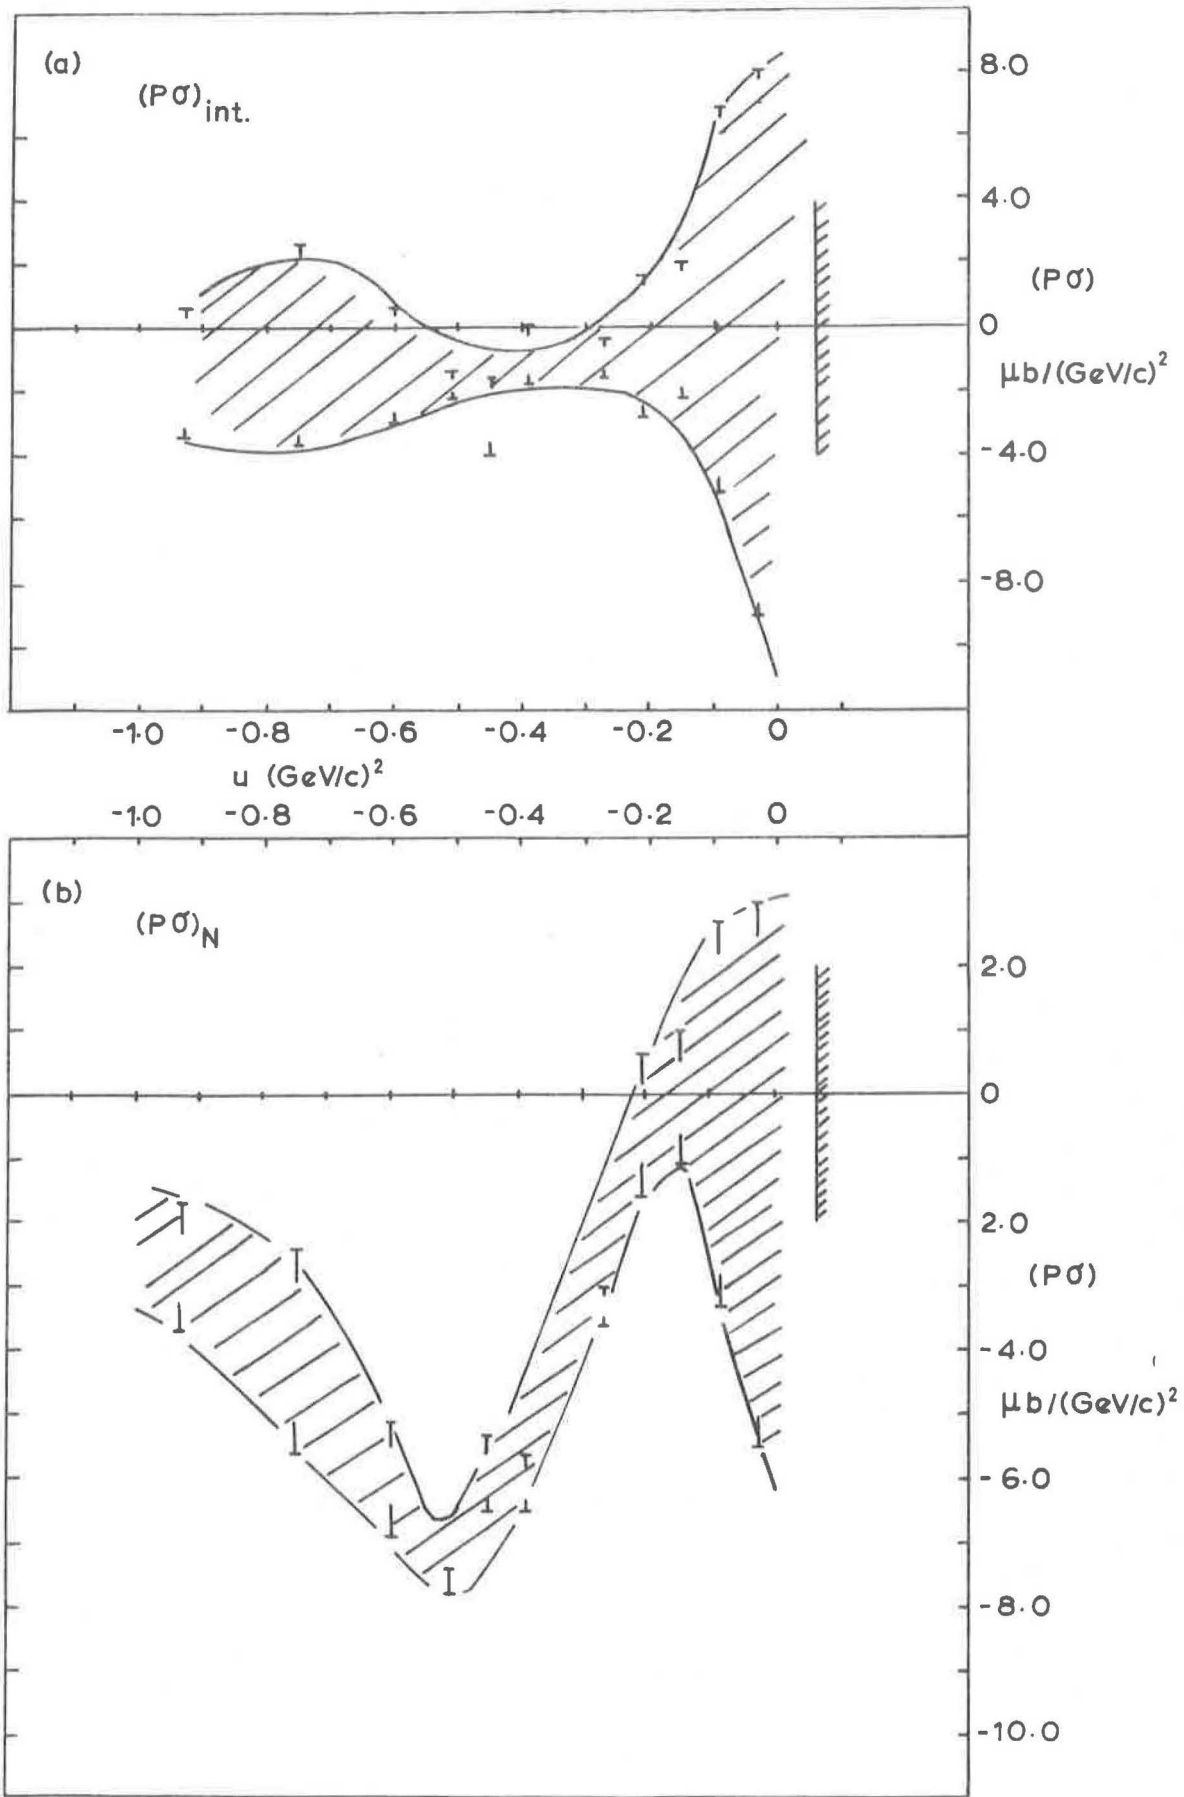 (a)
(Pσ)int.
8.0
4.0
(Pσ)
0
μb/(GeV/c)²
-4.0
-8.0
-1.0 -0.8 -0.6 -0.4 -0.2 0
u (GeV/c)²
-1.0 -0.8 -0.6 -0.4 -0.2 0
(b)
(Pσ)N
2.0
0
2.0
(Pσ)
-4.0
μb/(GeV/c)²
-6.0
-8.0
-10.0